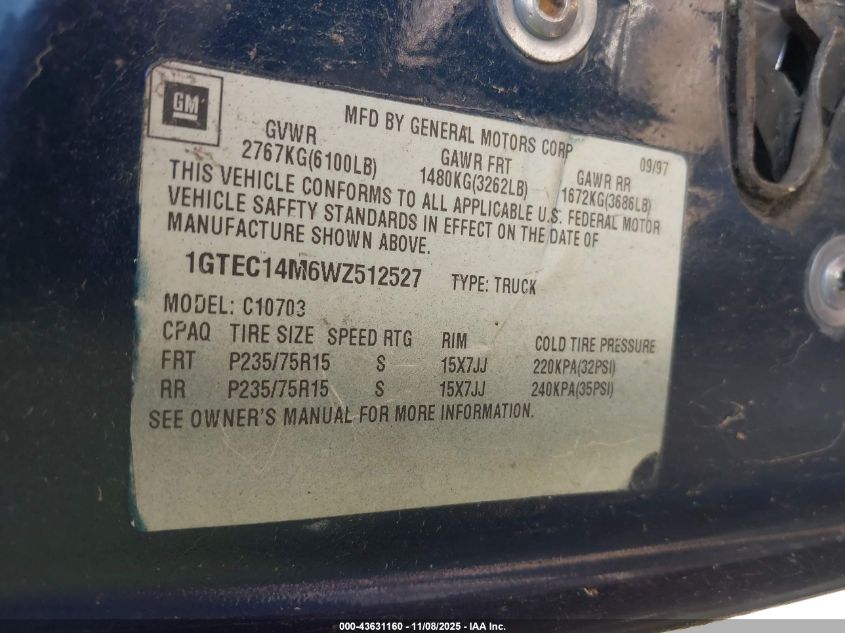 GM
MFD BY GENERAL MOTORS CORP
09/97
GVWR GAWR FRT GAWR RR
2767KG(6100LB) 1480KG(3262LB) 1672KG(3686LB)
THIS VEHICLE CONFORMS TO ALL APPLICABLE U.S. FEDERAL MOTOR
VEHICLE SAFETY STANDARDS IN EFFECT ON THE DATE OF
MANUFACTURE SHOWN ABOVE.
1GTEC14M6WZ512527 TYPE: TRUCK
MODEL: C10703
CPAQ TIRE SIZE SPEED RTG RIM COLD TIRE PRESSURE
FRT P235/75R15 S 15X7JJ 220KPA(32PSI)
RR P235/75R15 S 15X7JJ 240KPA(35PSI)
SEE OWNER'S MANUAL FOR MORE INFORMATION.
000-43631160 - 11/08/2025 - IAA Inc.